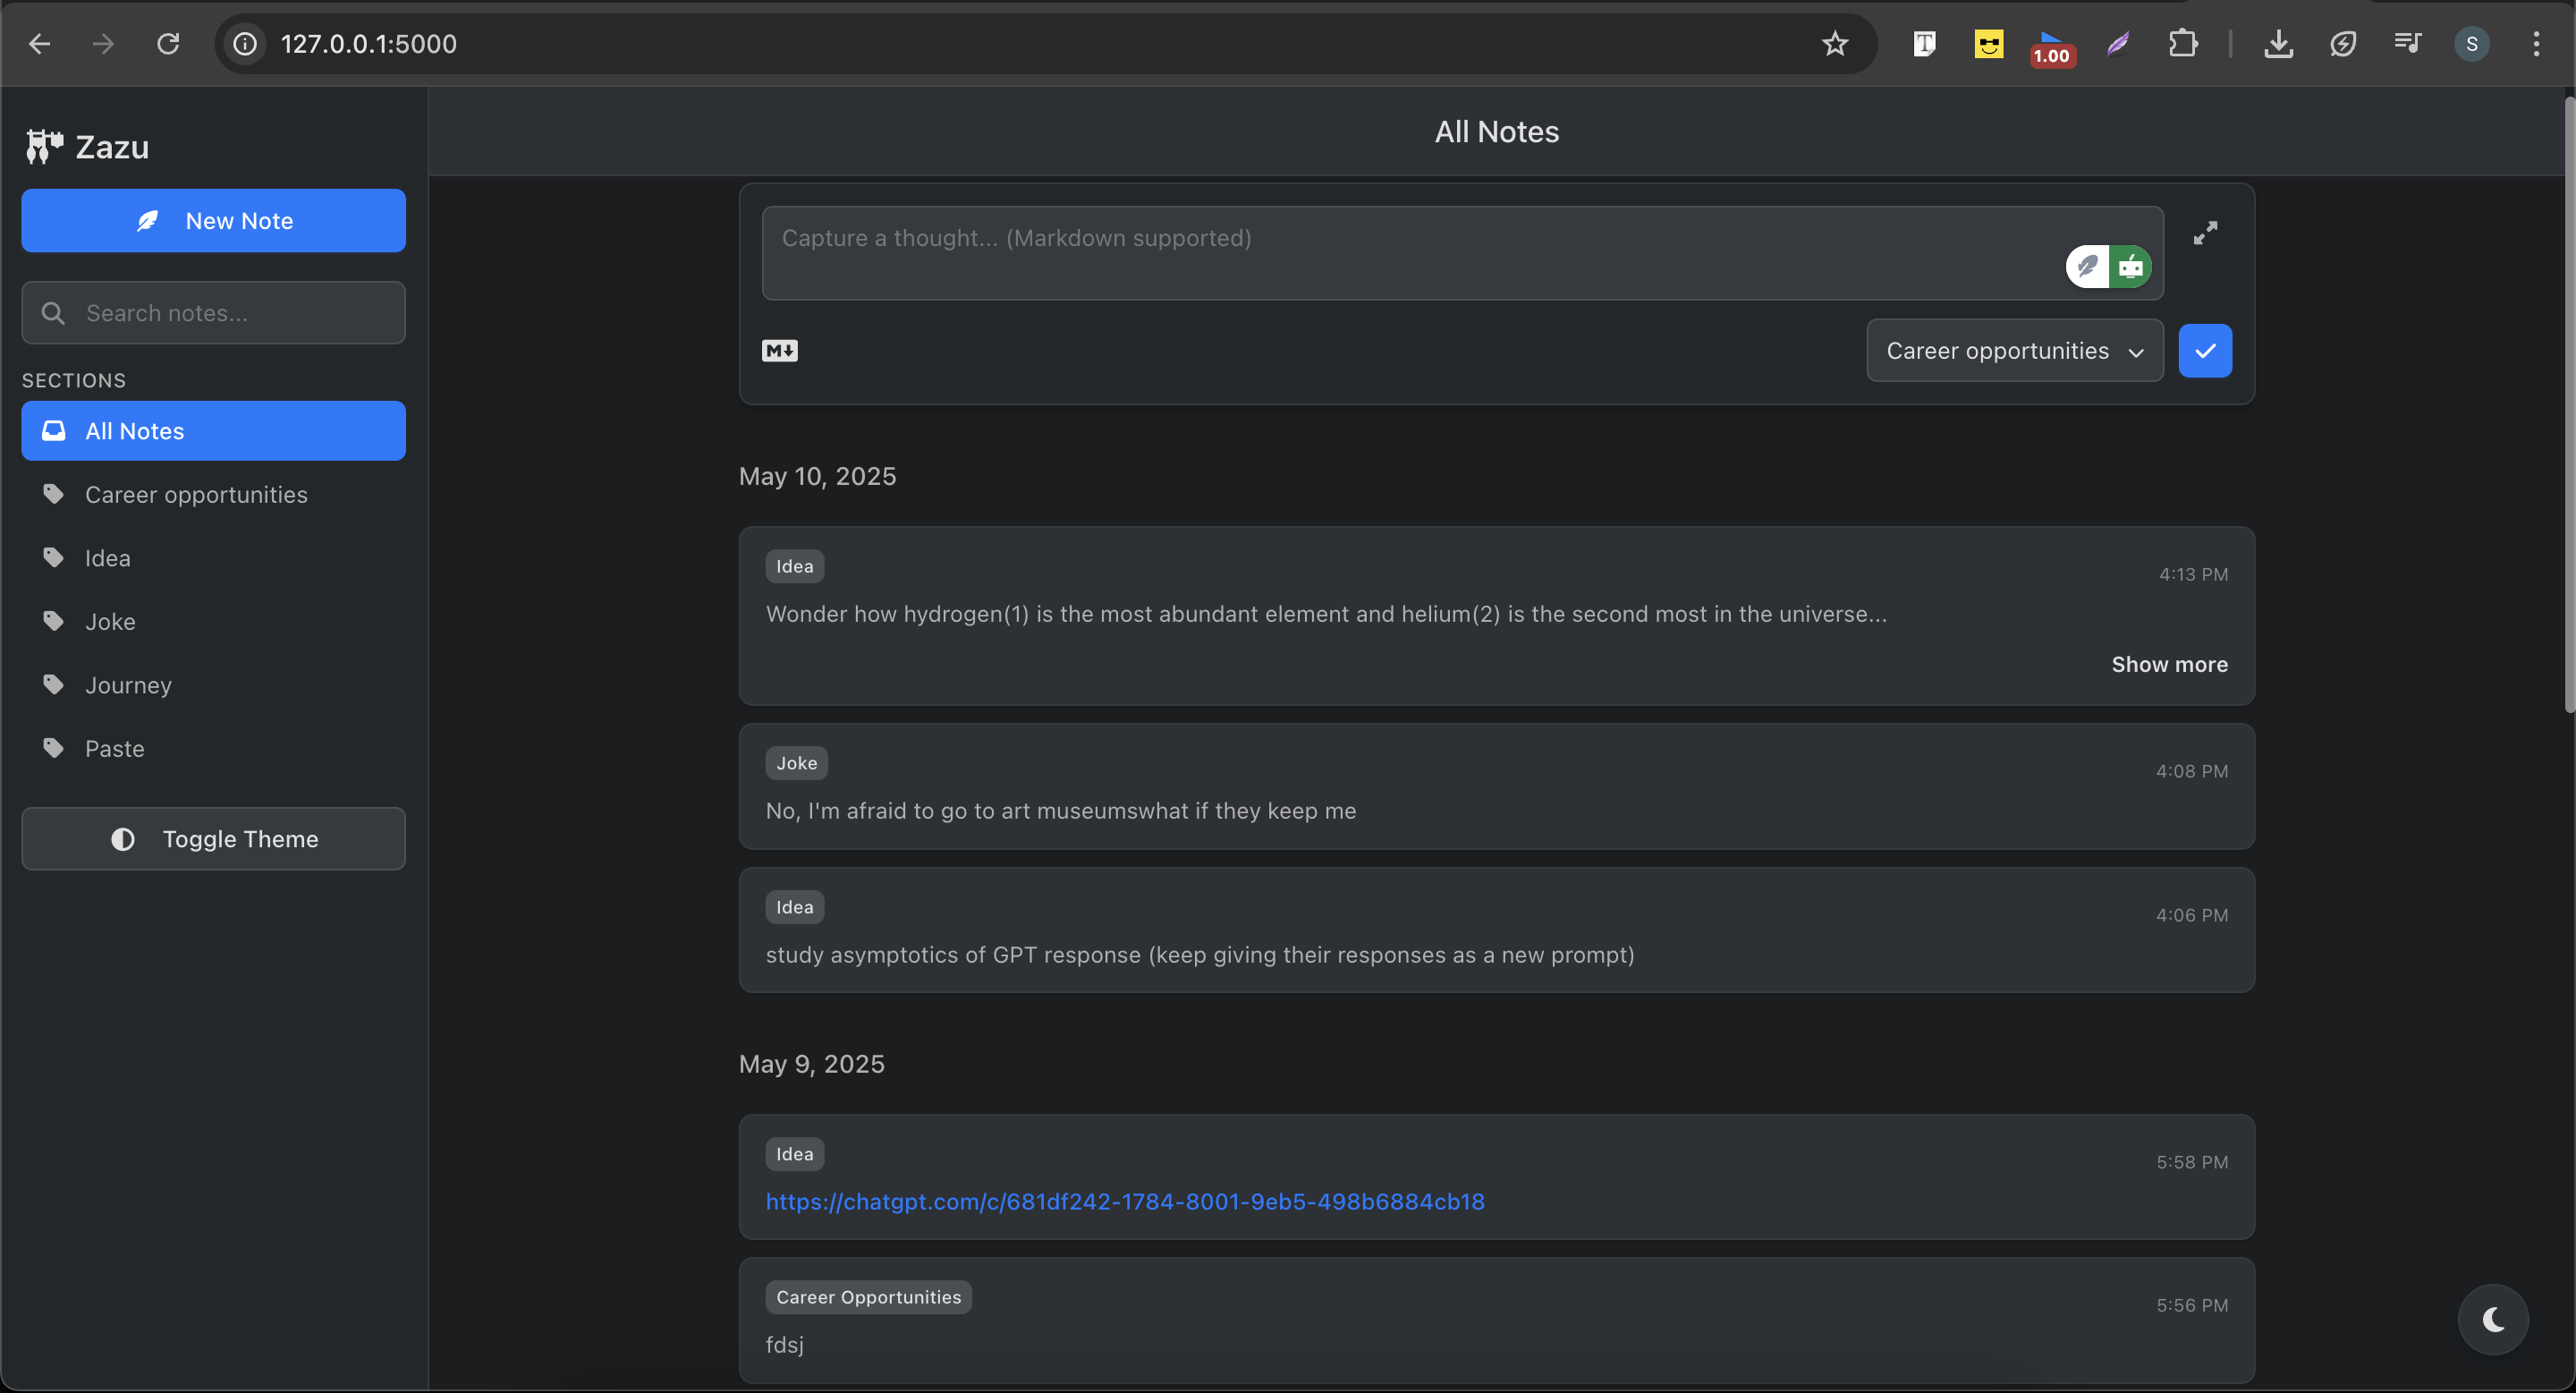 127.0.0.1:5000
1.00
S
Zazu
New Note
Search notes...
SECTIONS
All Notes
Career opportunities
Idea
Joke
Journey
Paste
Toggle Theme
All Notes
Capture a thought... (Markdown supported)
M
Career opportunities
May 10, 2025
Idea
4:13 PM
Wonder how hydrogen(1) is the most abundant element and helium(2) is the second most in the universe...
Show more
Joke
4:08 PM
No, I'm afraid to go to art museumswhat if they keep me
Idea
4:06 PM
study asymptotics of GPT response (keep giving their responses as a new prompt)
May 9, 2025
Idea
5:58 PM
https://chatgpt.com/c/681df242-1784-8001-9eb5-498b6884cb18
Career Opportunities
5:56 PM
fdsj